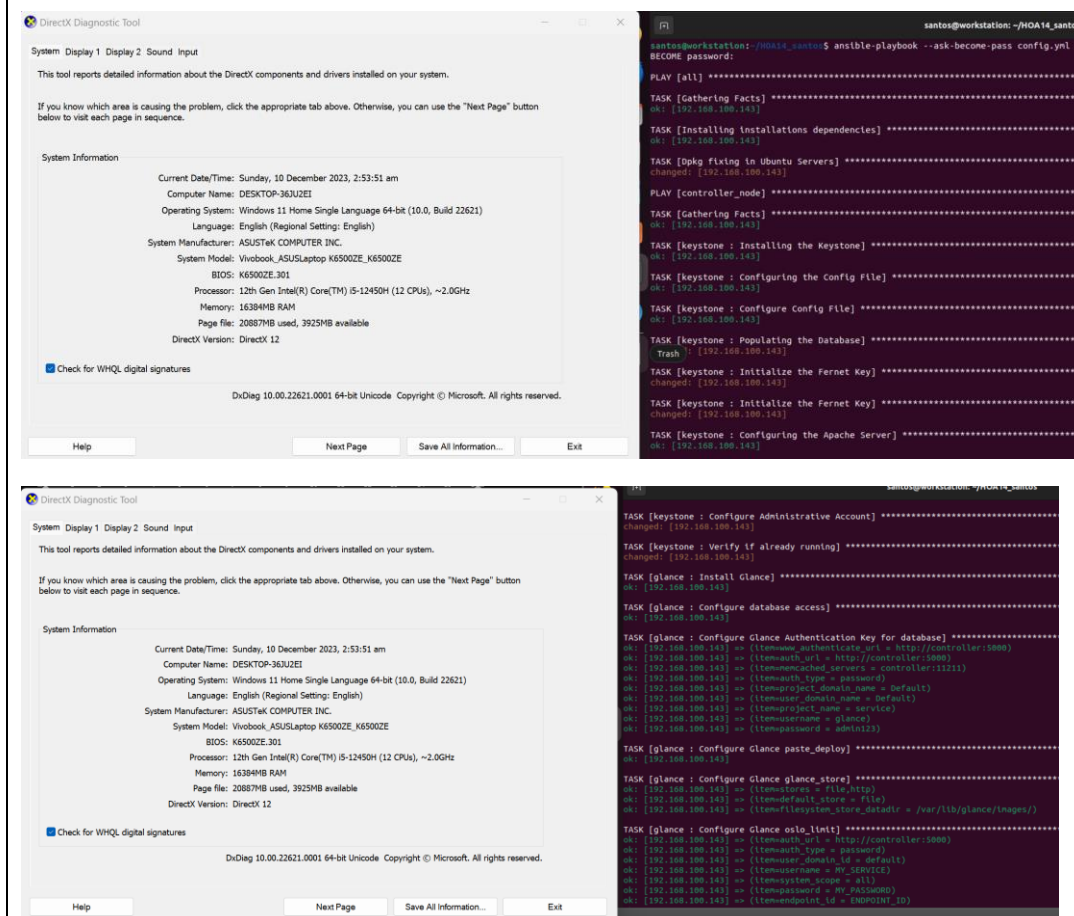 DirectX Diagnostic Tool
System Display 1 Display 2 Sound Input
This tool reports detailed information about the DirectX components and drivers installed on your system.
If you know which area is causing the problem, click the appropriate tab above. Otherwise, you can use the "Next Page" button
below to visit each page in sequence.
System Information
Current Date/Time: Sunday, 10 December 2023, 2:53:51 am
Computer Name: DESKTOP-36JU2EI
Operating System: Windows 11 Home Single Language 64-bit (10.0, Build 22621)
Language: English (Regional Setting: English)
System Manufacturer: ASUSTeK COMPUTER INC.
System Model: Vivobook_ASUSLaptop K6500ZE_K6500ZE
BIOS: K6500ZE.301
Processor: 12th Gen Intel(R) Core(TM) i5-12450H (12 CPUs), ~2.0GHz
Memory: 16384MB RAM
Page file: 20887MB used, 3925MB available
DirectX Version: DirectX 12
Check for WHQL digital signatures
DxDiag 10.00.22621.0001 64-bit Unicode Copyright © Microsoft. All rights reserved.
Help Next Page Save All Information... Exit
santos@workstation: ~/HOA14_santo
santos@workstation:~/HOA14_santos$ ansible-playbook --ask-become-pass config.yml
BECOME password:
PLAY [all] ****************************************************
TASK [Gathering Facts] ****************************************
ok: [192.168.100.143]
TASK [Installing installations dependencies] ******************
ok: [192.168.100.143]
TASK [Dpkg fixing in Ubuntu Servers] **************************
changed: [192.168.100.143]
PLAY [controller_node] ****************************************
TASK [Gathering Facts] ****************************************
ok: [192.168.100.143]
TASK [keystone : Installing the Keystone] *********************
ok: [192.168.100.143]
TASK [keystone : Configuring the Config File] *****************
ok: [192.168.100.143]
TASK [keystone : Configure Config File] ***********************
ok: [192.168.100.143]
TASK [keystone : Populating the Database] *********************
Trash : [192.168.100.143]
TASK [keystone : Initialize the Fernet Key] *******************
changed: [192.168.100.143]
TASK [keystone : Initialize the Fernet Key] *******************
changed: [192.168.100.143]
TASK [keystone : Configuring the Apache Server] ***************
ok: [192.168.100.143]
DirectX Diagnostic Tool
System Display 1 Display 2 Sound Input
This tool reports detailed information about the DirectX components and drivers installed on your system.
If you know which area is causing the problem, click the appropriate tab above. Otherwise, you can use the "Next Page" button
below to visit each page in sequence.
System Information
Current Date/Time: Sunday, 10 December 2023, 2:53:51 am
Computer Name: DESKTOP-36JU2EI
Operating System: Windows 11 Home Single Language 64-bit (10.0, Build 22621)
Language: English (Regional Setting: English)
System Manufacturer: ASUSTeK COMPUTER INC.
System Model: Vivobook_ASUSLaptop K6500ZE_K6500ZE
BIOS: K6500ZE.301
Processor: 12th Gen Intel(R) Core(TM) i5-12450H (12 CPUs), ~2.0GHz
Memory: 16384MB RAM
Page file: 20887MB used, 3925MB available
DirectX Version: DirectX 12
Check for WHQL digital signatures
DxDiag 10.00.22621.0001 64-bit Unicode Copyright © Microsoft. All rights reserved.
Help Next Page Save All Information... Exit
santos@workstation: ~/HOA14_santos
TASK [keystone : Configure Administrative Account] ************
changed: [192.168.100.143]
TASK [keystone : Verify if already running] *******************
changed: [192.168.100.143]
TASK [glance : Install Glance] ********************************
ok: [192.168.100.143]
TASK [glance : Configure database access] *********************
ok: [192.168.100.143]
TASK [glance : Configure Glance Authentication Key for database] ****************
ok: [192.168.100.143] => (item=www_authenticate_uri = http://controller:5000)
ok: [192.168.100.143] => (item=auth_url = http://controller:5000)
ok: [192.168.100.143] => (item=memcached_servers = controller:11211)
ok: [192.168.100.143] => (item=auth_type = password)
ok: [192.168.100.143] => (item=project_domain_name = Default)
ok: [192.168.100.143] => (item=user_domain_name = Default)
ok: [192.168.100.143] => (item=project_name = service)
ok: [192.168.100.143] => (item=username = glance)
ok: [192.168.100.143] => (item=password = admin123)
TASK [glance : Configure Glance paste_deploy] *****************
ok: [192.168.100.143]
TASK [glance : Configure Glance glance_store] *****************
ok: [192.168.100.143] => (item=stores = file,http)
ok: [192.168.100.143] => (item=default_store = file)
ok: [192.168.100.143] => (item=filesystem_store_datadir = /var/lib/glance/images/)
TASK [glance : Configure Glance oslo_limit] *******************
ok: [192.168.100.143] => (item=auth_url = http://controller:5000)
ok: [192.168.100.143] => (item=auth_type = password)
ok: [192.168.100.143] => (item=user_domain_id = default)
ok: [192.168.100.143] => (item=username = MY_SERVICE)
ok: [192.168.100.143] => (item=system_scope = all)
ok: [192.168.100.143] => (item=password = MY_PASSWORD)
ok: [192.168.100.143] => (item=endpoint_id = ENDPOINT_ID)